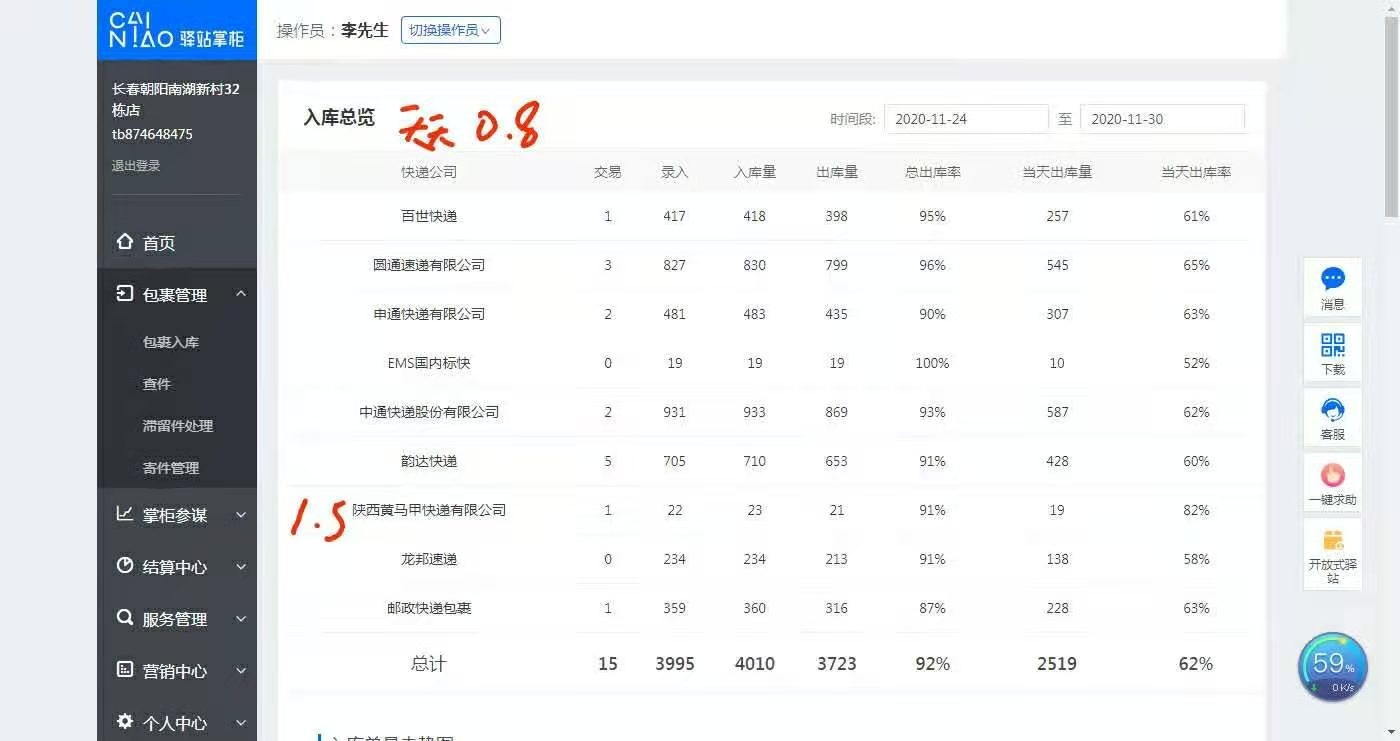 CAI NIAO 驿站掌柜
操作员：李先生 切换操作员
长春朝阳南湖新村32
栋店
tb874648475
退出登录
首页
包裹管理
包裹入库
查件
滞留件处理
寄件管理
掌柜参谋
结算中心
服务管理
营销中心
个人中心
入库总览 0.8 时间段: 2020-11-24 至 2020-11-30
快递公司 交易 录入 入库量 出库量 总出库率 当天出库量 当天出库率
百世快递 1 417 418 398 95% 257 61%
圆通速递有限公司 3 827 830 799 96% 545 65%
申通快递有限公司 2 481 483 435 90% 307 63%
EMS国内标快 0 19 19 19 100% 10 52%
中通快递股份有限公司 2 931 933 869 93% 587 62%
韵达快递 5 705 710 653 91% 428 60%
1.5 陕西黄马甲快递有限公司 1 22 23 21 91% 19 82%
龙邦速递 0 234 234 213 91% 138 58%
邮政快递包裹 1 359 360 316 87% 228 63%
总计 15 3995 4010 3723 92% 2519 62%
入库单量走势图
消息
下载
客服
一键求助
开放式驿
站
59%
0K/s